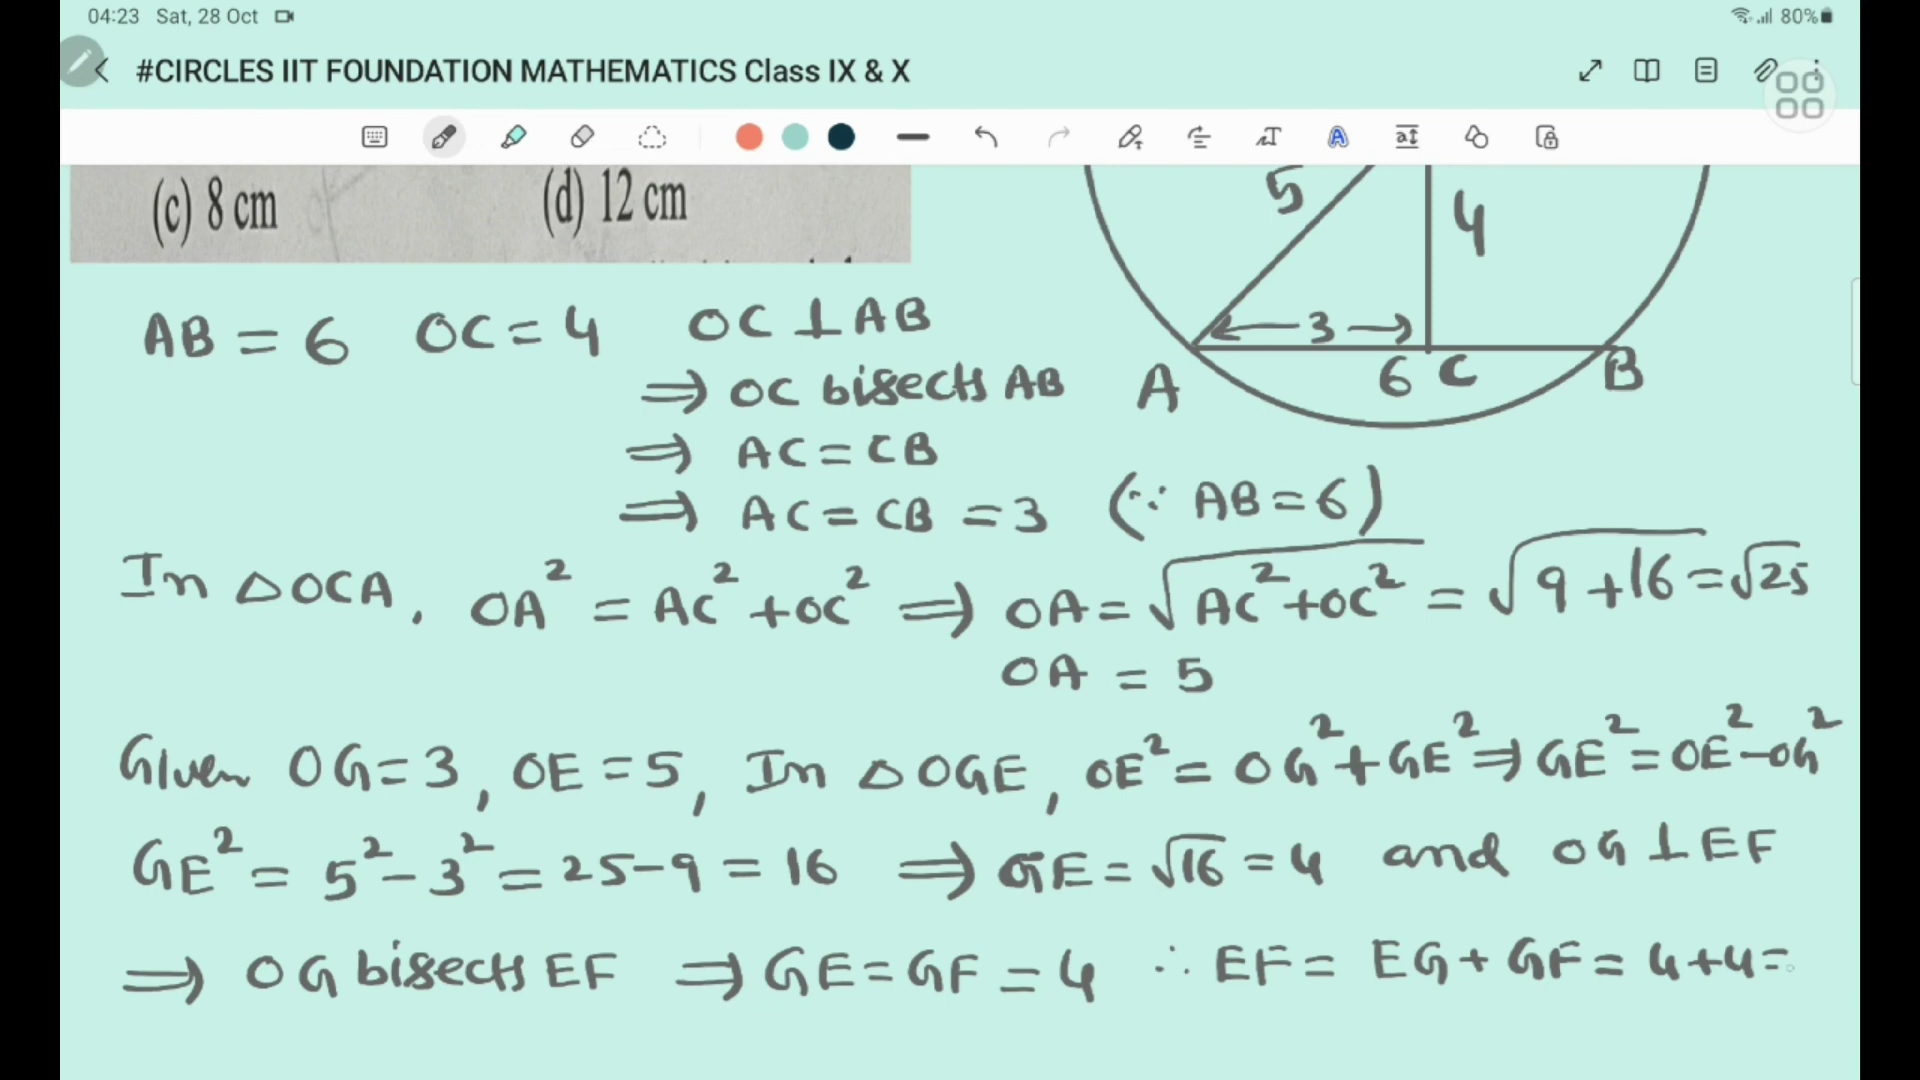 04:23 Sat, 28 Oct 80%
#CIRCLES IIT FOUNDATION MATHEMATICS Class IX & X
(c) 8 cm (d) 12 cm
5
4
3
A 6 C B
AB = 6 OC = 4 OC ⊥ AB
⇒ OC bisects AB
⇒ AC = CB
⇒ AC = CB = 3 (∵ AB = 6)
In △OCA, OA² = AC² + OC² ⇒ OA = √(AC² + OC²) = √(9 + 16) = √25
OA = 5
Given OG = 3, OE = 5, In △OGE, OE² = OG² + GE² ⇒ GE² = OE² - OG²
GE² = 5² - 3² = 25 - 9 = 16 ⇒ GE = √16 = 4 and OG ⊥ EF
⇒ OG bisects EF ⇒ GE = GF = 4 ∴ EF = EG + GF = 4 + 4 =